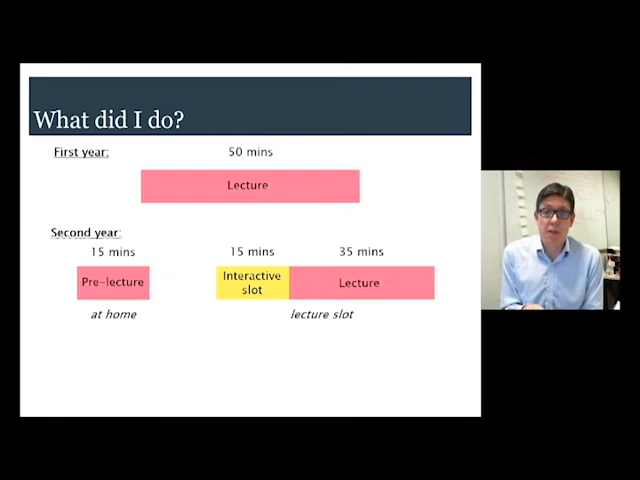 What did I do?
First year:
50 mins
Lecture
Second year:
15 mins
15 mins
35 mins
Pre-lecture
Interactive
slot
Lecture
at home
lecture slot